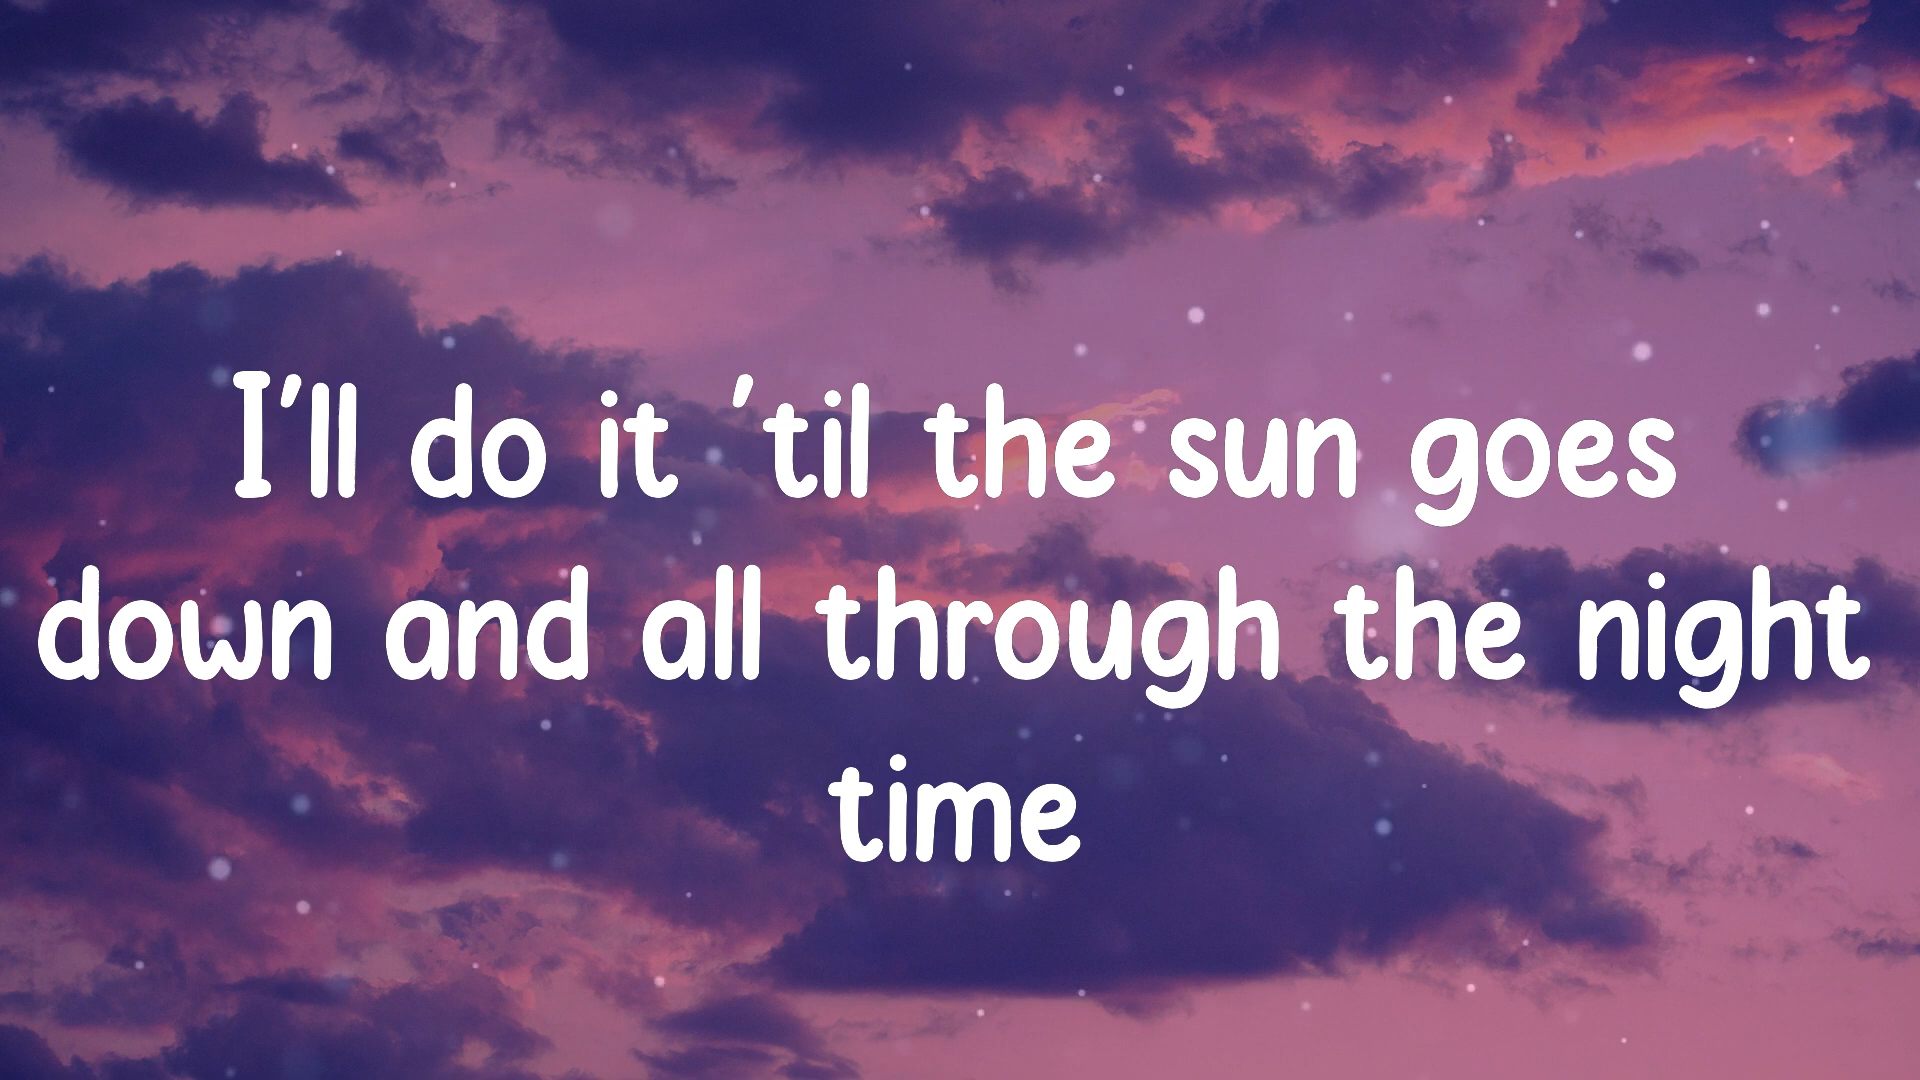 I'll do it 'til the sun goes
down and all through the night
time